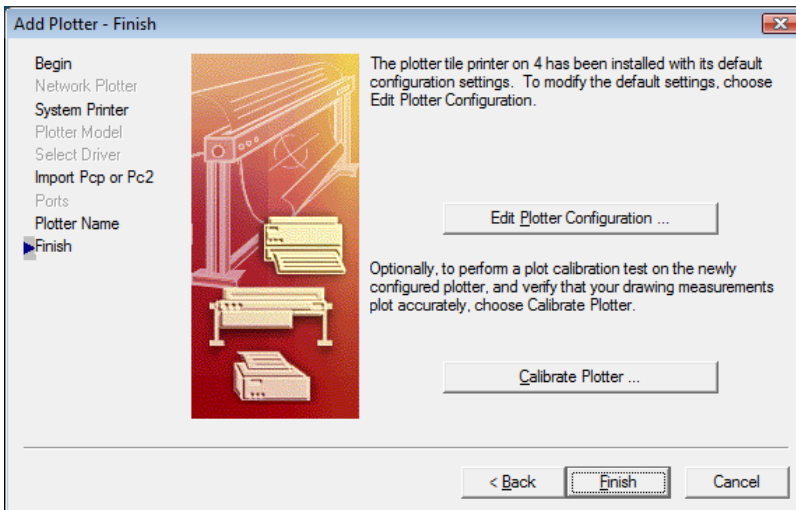 Add Plotter - Finish
Begin
Network Plotter
System Printer
Plotter Model
Select Driver
Import Pcp or Pc2
Ports
Plotter Name
Finish
The plotter tile printer on 4 has been installed with its default
configuration settings. To modify the default settings, choose
Edit Plotter Configuration.
Edit Plotter Configuration ...
Optionally, to perform a plot calibration test on the newly
configured plotter, and verify that your drawing measurements
plot accurately, choose Calibrate Plotter.
Calibrate Plotter ...
< Back
Finish
Cancel